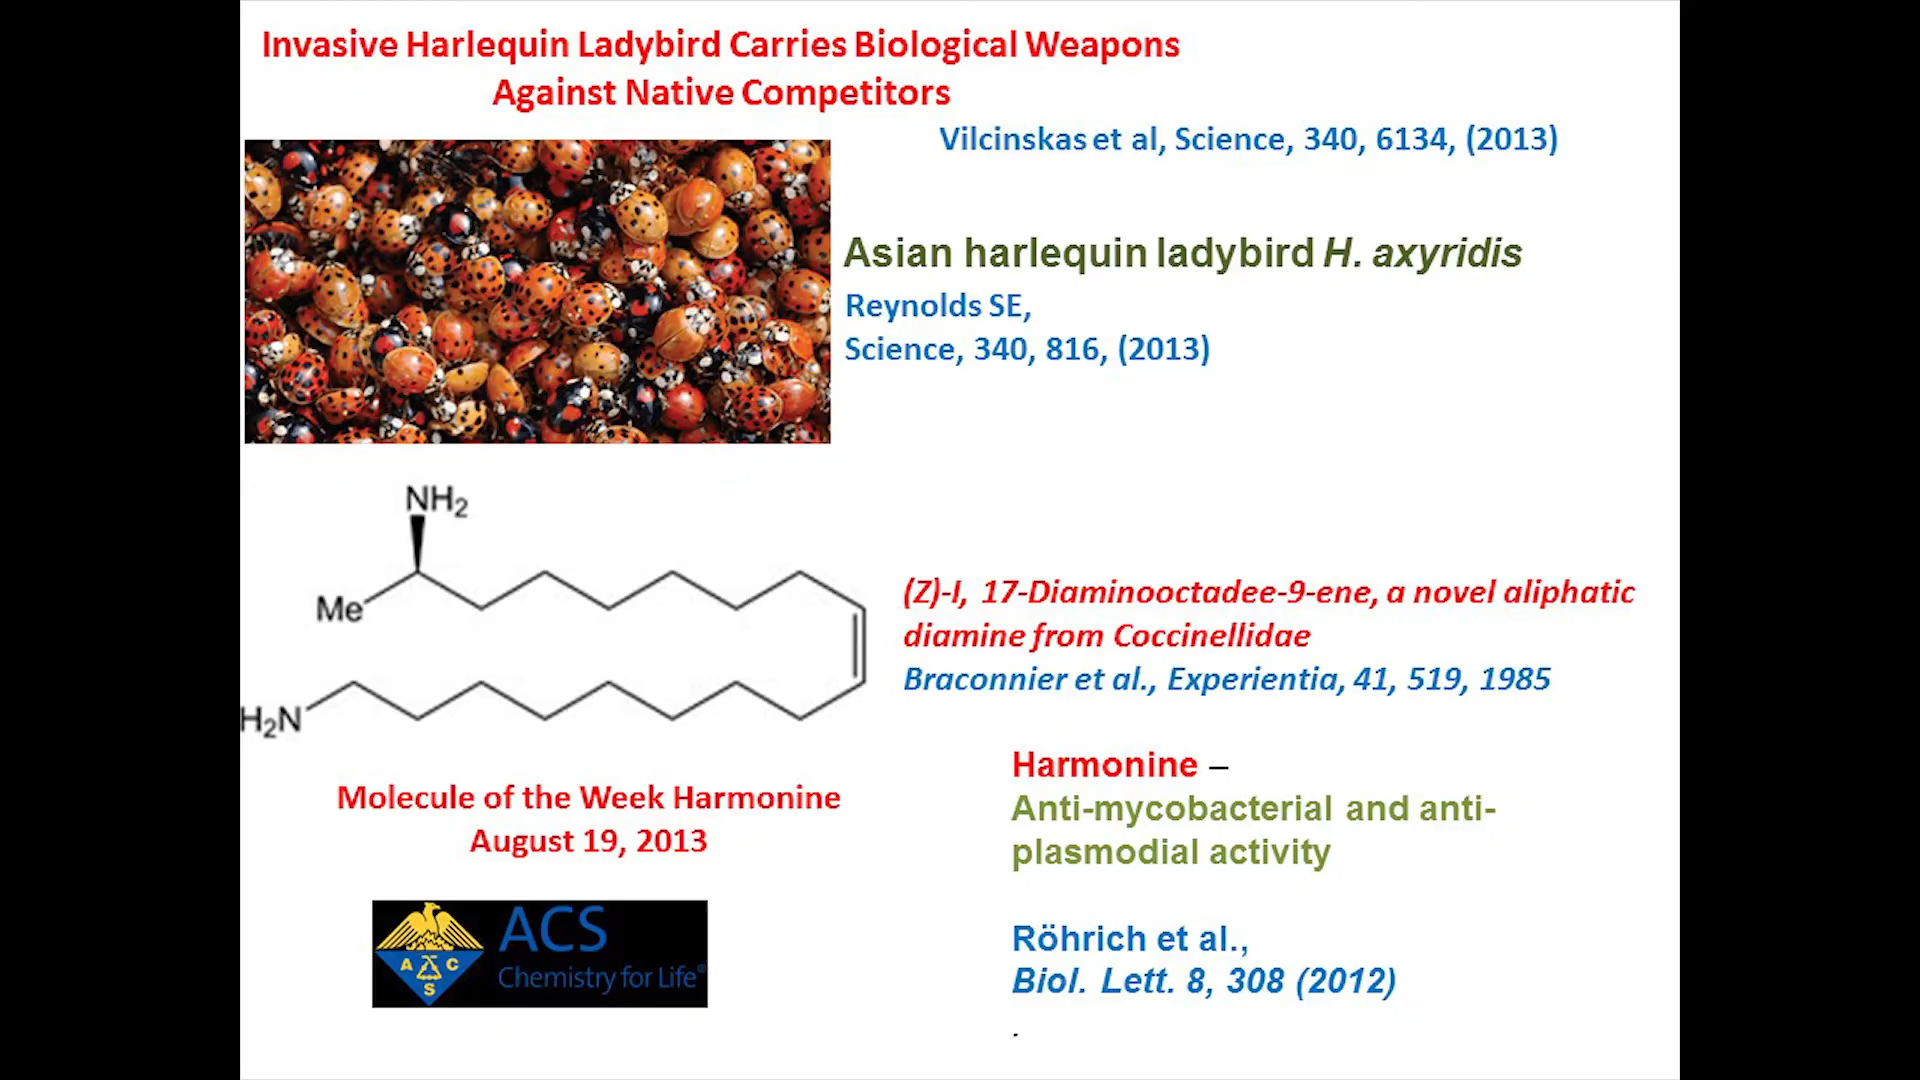 Invasive Harlequin Ladybird Carries Biological Weapons
Against Native Competitors
Vilcinskas et al, Science, 340, 6134, (2013)
Asian harlequin ladybird H. axyridis
Reynolds SE,
Science, 340, 816, (2013)
NH2
Me
H2N
(Z)-I, 17-Diaminooctadee-9-ene, a novel aliphatic
diamine from Coccinellidae
Braconnier et al., Experientia, 41, 519, 1985
Molecule of the Week Harmonine
August 19, 2013
Harmonine –
Anti-mycobacterial and anti-
plasmodial activity
Röhrich et al.,
Biol. Lett. 8, 308 (2012)
.
A C S
ACS
Chemistry for Life®